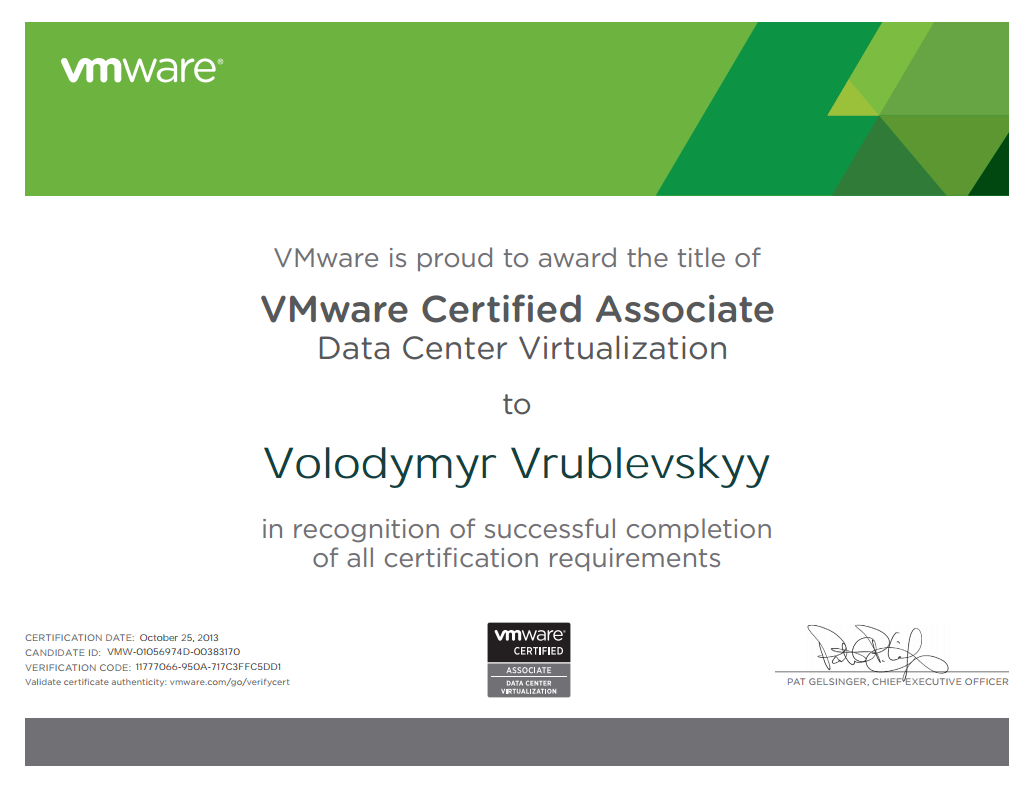 vmware®
VMware is proud to award the title of
VMware Certified Associate
Data Center Virtualization
to
Volodymyr Vrublevskyy
in recognition of successful completion
of all certification requirements
CERTIFICATION DATE: October 25, 2013
CANDIDATE ID: VMW-01056974D-00383170
VERIFICATION CODE: 11777066-950A-717C3FFC5DD1
Validate certificate authenticity: vmware.com/go/verifycert
vmware®
CERTIFIED
ASSOCIATE
DATA CENTER
VIRTUALIZATION
PAT GELSINGER, CHIEF EXECUTIVE OFFICER